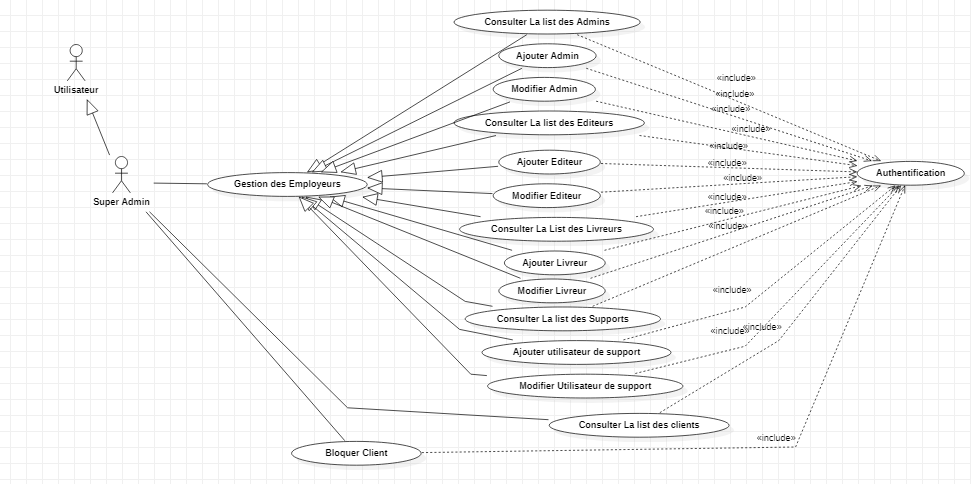 Consulter La list des Admins
Utilisateur
Ajouter Admin
«include»
Modifier Admin
«include»
«include»
Consulter La list des Editeurs
«include»
«include»
Super Admin
Gestion des Employeurs
Ajouter Editeur
«include»
Authentification
«include»
Modifier Editeur
«include»
«include»
Consulter La List des Livreurs
«include»
Ajouter Livreur
Modifier Livreur
«include»
Consulter La list des Supports
«include»
«include»
Ajouter utilisateur de support
Modifier Utilisateur de support
Consulter La list des clients
«include»
Bloquer Client